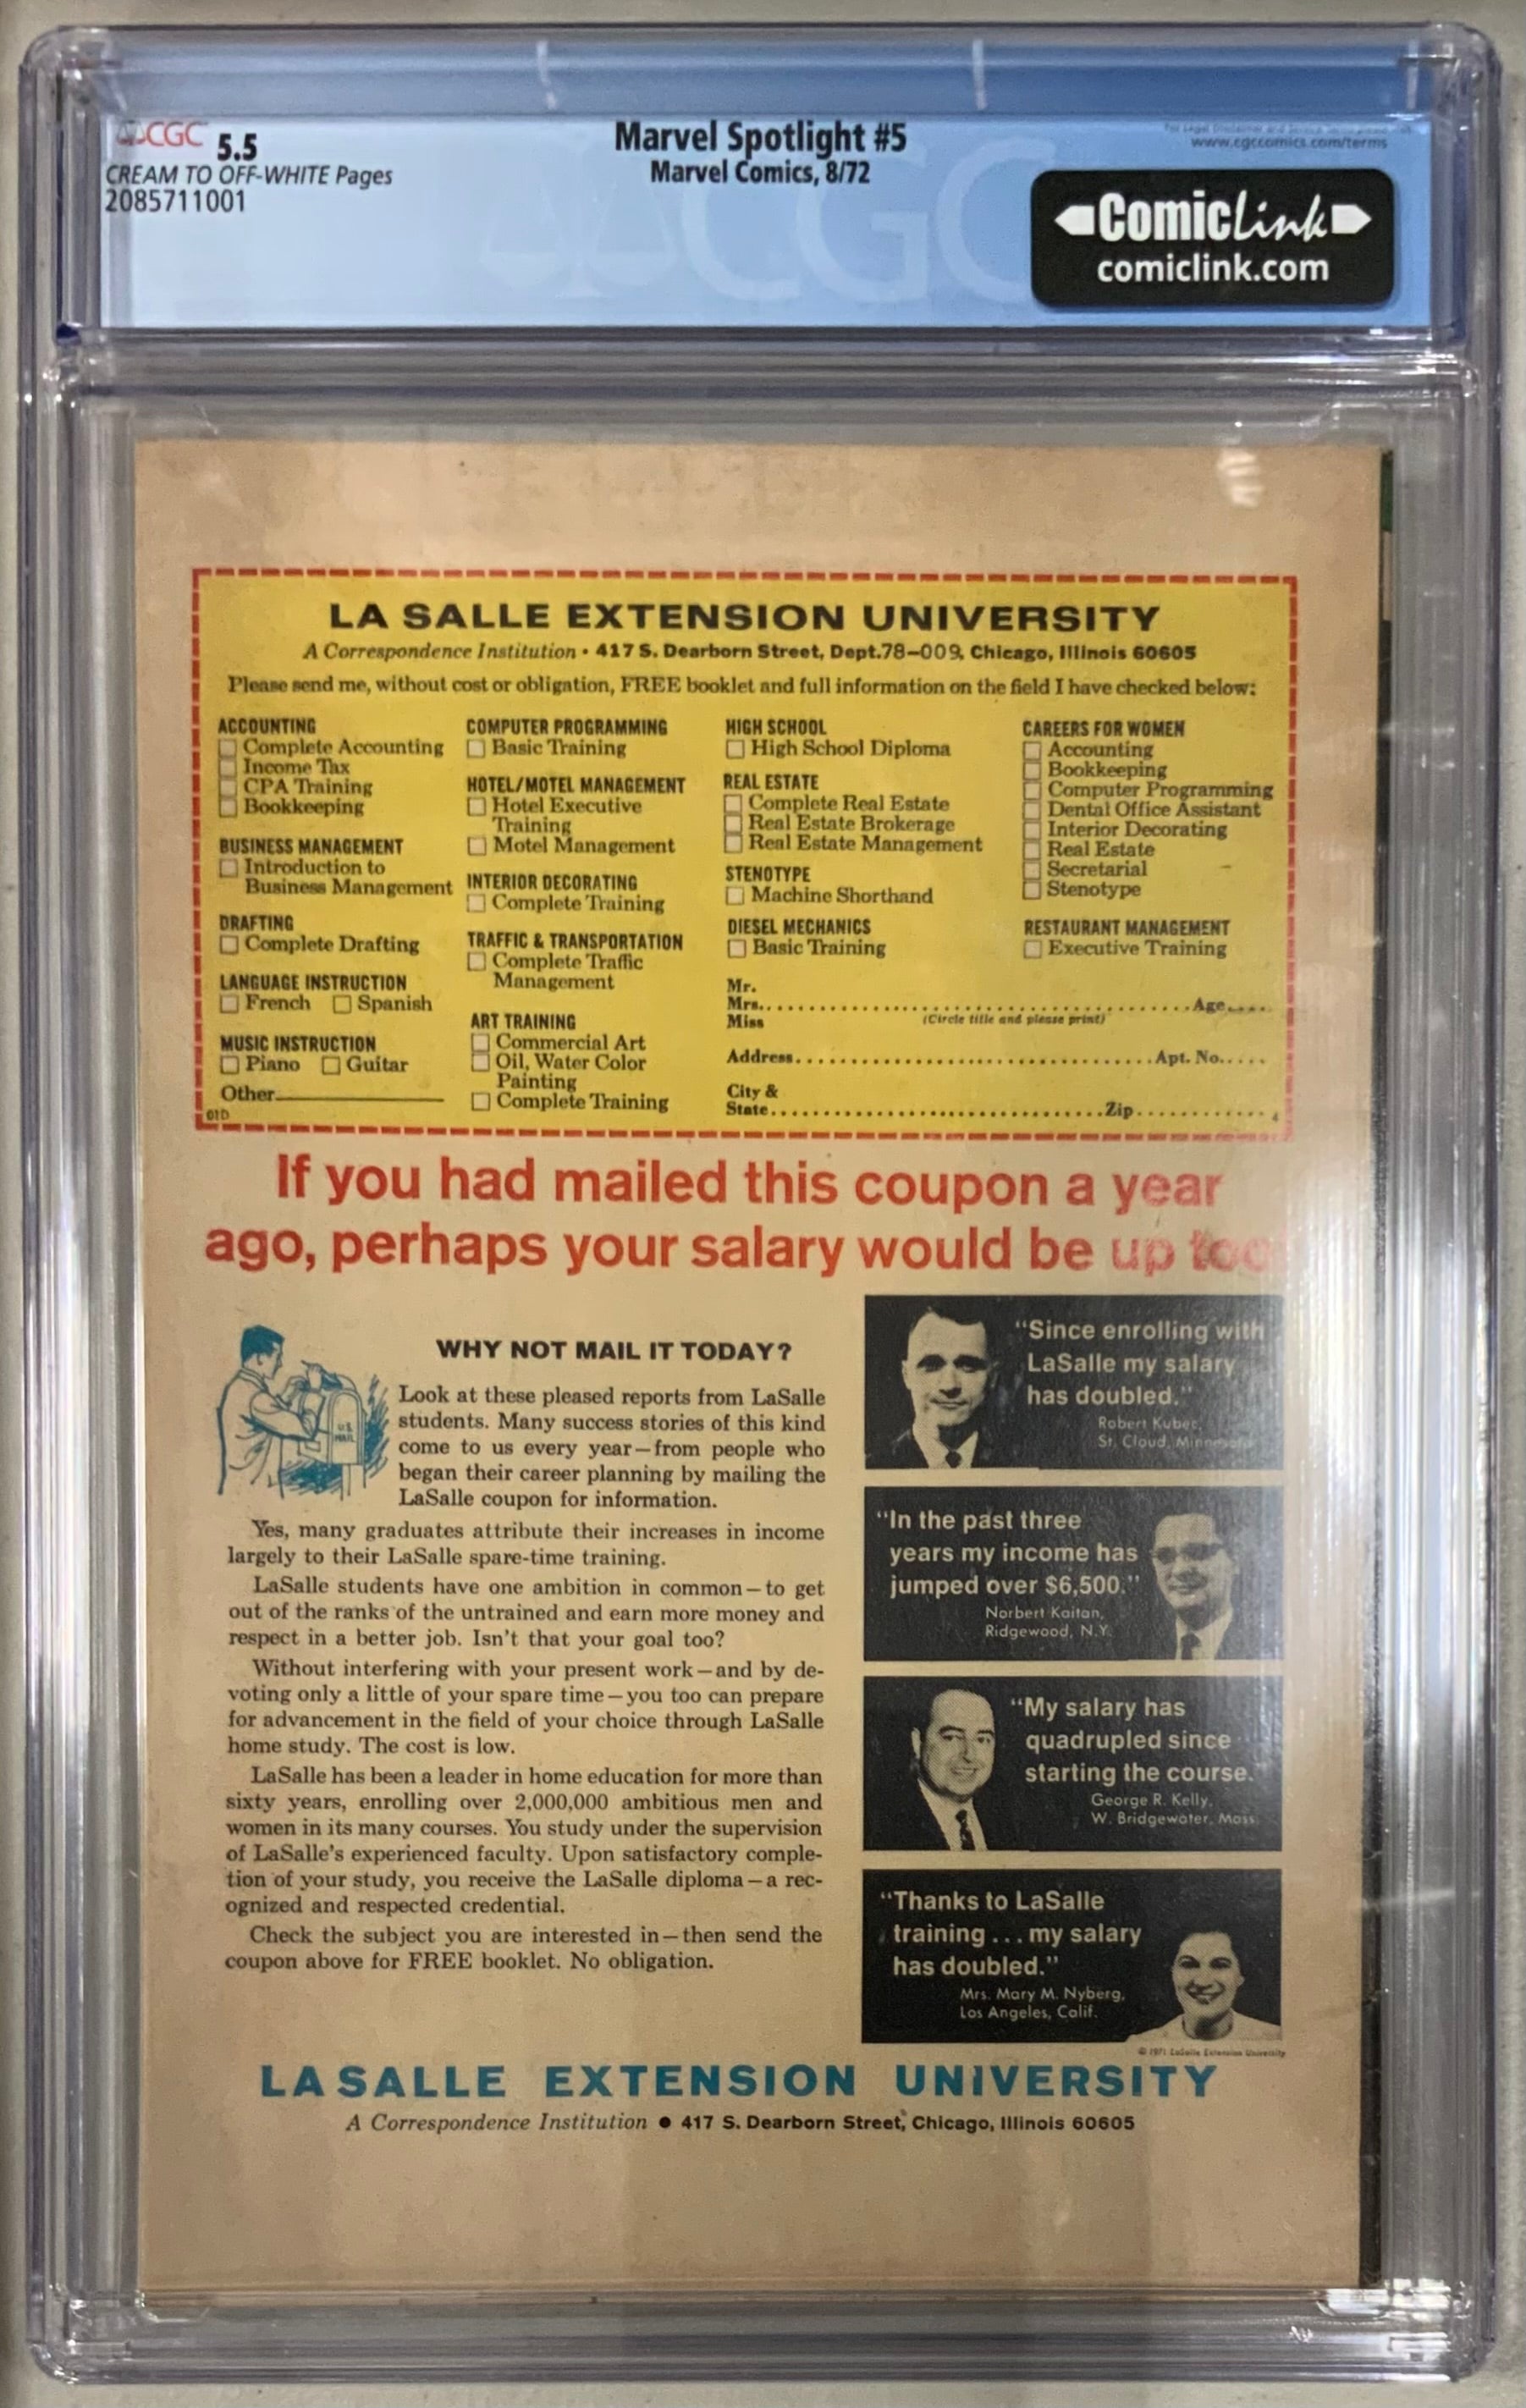 CGC 5.5
CREAM TO OFF-WHITE Pages
2085711001
Marvel Spotlight #5
Marvel Comics, 8/72
www.cgccomics.com/terms
CGC
ComicLink
comiclink.com
LA SALLE EXTENSION UNIVERSITY
A Correspondence Institution • 417 S. Dearborn Street, Dept.78-009, Chicago, Illinois 60605
Please send me, without cost or obligation, FREE booklet and full information on the field I have checked below:
ACCOUNTING
Complete Accounting
Income Tax
CPA Training
Bookkeeping
BUSINESS MANAGEMENT
Introduction to
Business Management
DRAFTING
Complete Drafting
LANGUAGE INSTRUCTION
French Spanish
MUSIC INSTRUCTION
Piano Guitar
Other
01D
COMPUTER PROGRAMMING
Basic Training
HOTEL/MOTEL MANAGEMENT
Hotel Executive
Training
Motel Management
INTERIOR DECORATING
Complete Training
TRAFFIC & TRANSPORTATION
Complete Traffic
Management
ART TRAINING
Commercial Art
Oil, Water Color
Painting
Complete Training
HIGH SCHOOL
High School Diploma
REAL ESTATE
Complete Real Estate
Real Estate Brokerage
Real Estate Management
STENOTYPE
Machine Shorthand
DIESEL MECHANICS
Basic Training
CAREERS FOR WOMEN
Accounting
Bookkeeping
Computer Programming
Dental Office Assistant
Interior Decorating
Real Estate
Secretarial
Stenotype
RESTAURANT MANAGEMENT
Executive Training
Mr.
Mrs. Age
Miss (Circle title and please print)
Address Apt. No.
City &
State Zip
If you had mailed this coupon a year
ago, perhaps your salary would be up too
WHY NOT MAIL IT TODAY?
U.S.
MAIL
Look at these pleased reports from LaSalle
students. Many success stories of this kind
come to us every year—from people who
began their career planning by mailing the
LaSalle coupon for information.
Yes, many graduates attribute their increases in income
largely to their LaSalle spare-time training.
LaSalle students have one ambition in common—to get
out of the ranks of the untrained and earn more money and
respect in a better job. Isn't that your goal too?
Without interfering with your present work—and by de-
voting only a little of your spare time—you too can prepare
for advancement in the field of your choice through LaSalle
home study. The cost is low.
LaSalle has been a leader in home education for more than
sixty years, enrolling over 2,000,000 ambitious men and
women in its many courses. You study under the supervision
of LaSalle's experienced faculty. Upon satisfactory comple-
tion of your study, you receive the LaSalle diploma—a rec-
ognized and respected credential.
Check the subject you are interested in—then send the
coupon above for FREE booklet. No obligation.
"Since enrolling with
LaSalle my salary
has doubled."
Robert Kubec,
St. Cloud, Minnesota
"In the past three
years my income has
jumped over $6,500."
Norbert Kaitan,
Ridgewood, N.Y.
"My salary has
quadrupled since
starting the course."
George R. Kelly,
W. Bridgewater, Mass.
"Thanks to LaSalle
training...my salary
has doubled."
Mrs. Mary M. Nyberg,
Los Angeles, Calif.
© 1971 LaSalle Extension University
LASALLE EXTENSION UNIVERSITY
A Correspondence Institution • 417 S. Dearborn Street, Chicago, Illinois 60605